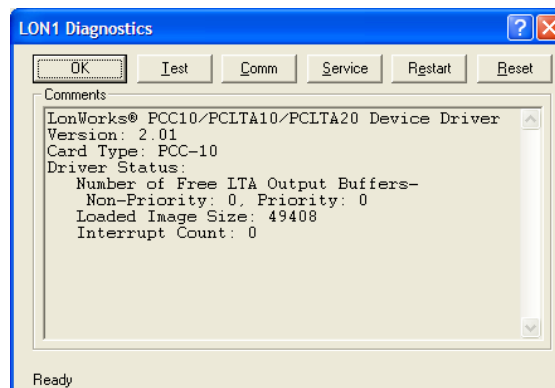 LON1 Diagnostics
OK Test Comm Service Restart Reset
Comments
LonWorks® PCC10/PCLTA10/PCLTA20 Device Driver
Version: 2.01
Card Type: PCC-10
Driver Status:
Number of Free LTA Output Buffers-
Non-Priority: 0, Priority: 0
Loaded Image Size: 49408
Interrupt Count: 0
Ready